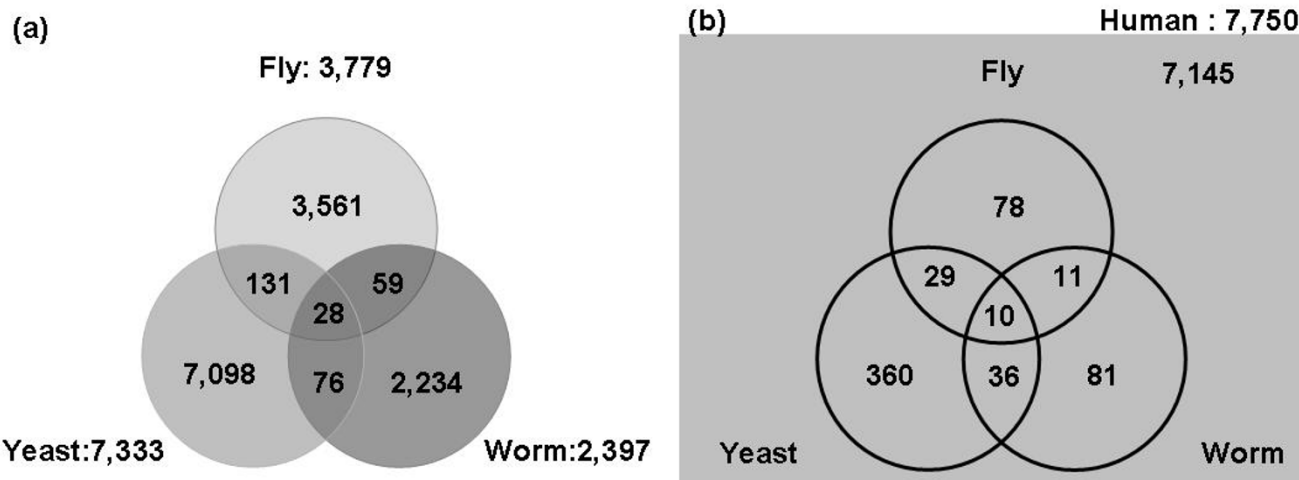 (a)
Fly: 3,779
3,561
131
59
28
7,098
76
2,234
Yeast:7,333
Worm:2,397
(b)
Human : 7,750
Fly
7,145
78
29
11
10
360
36
81
Yeast
Worm